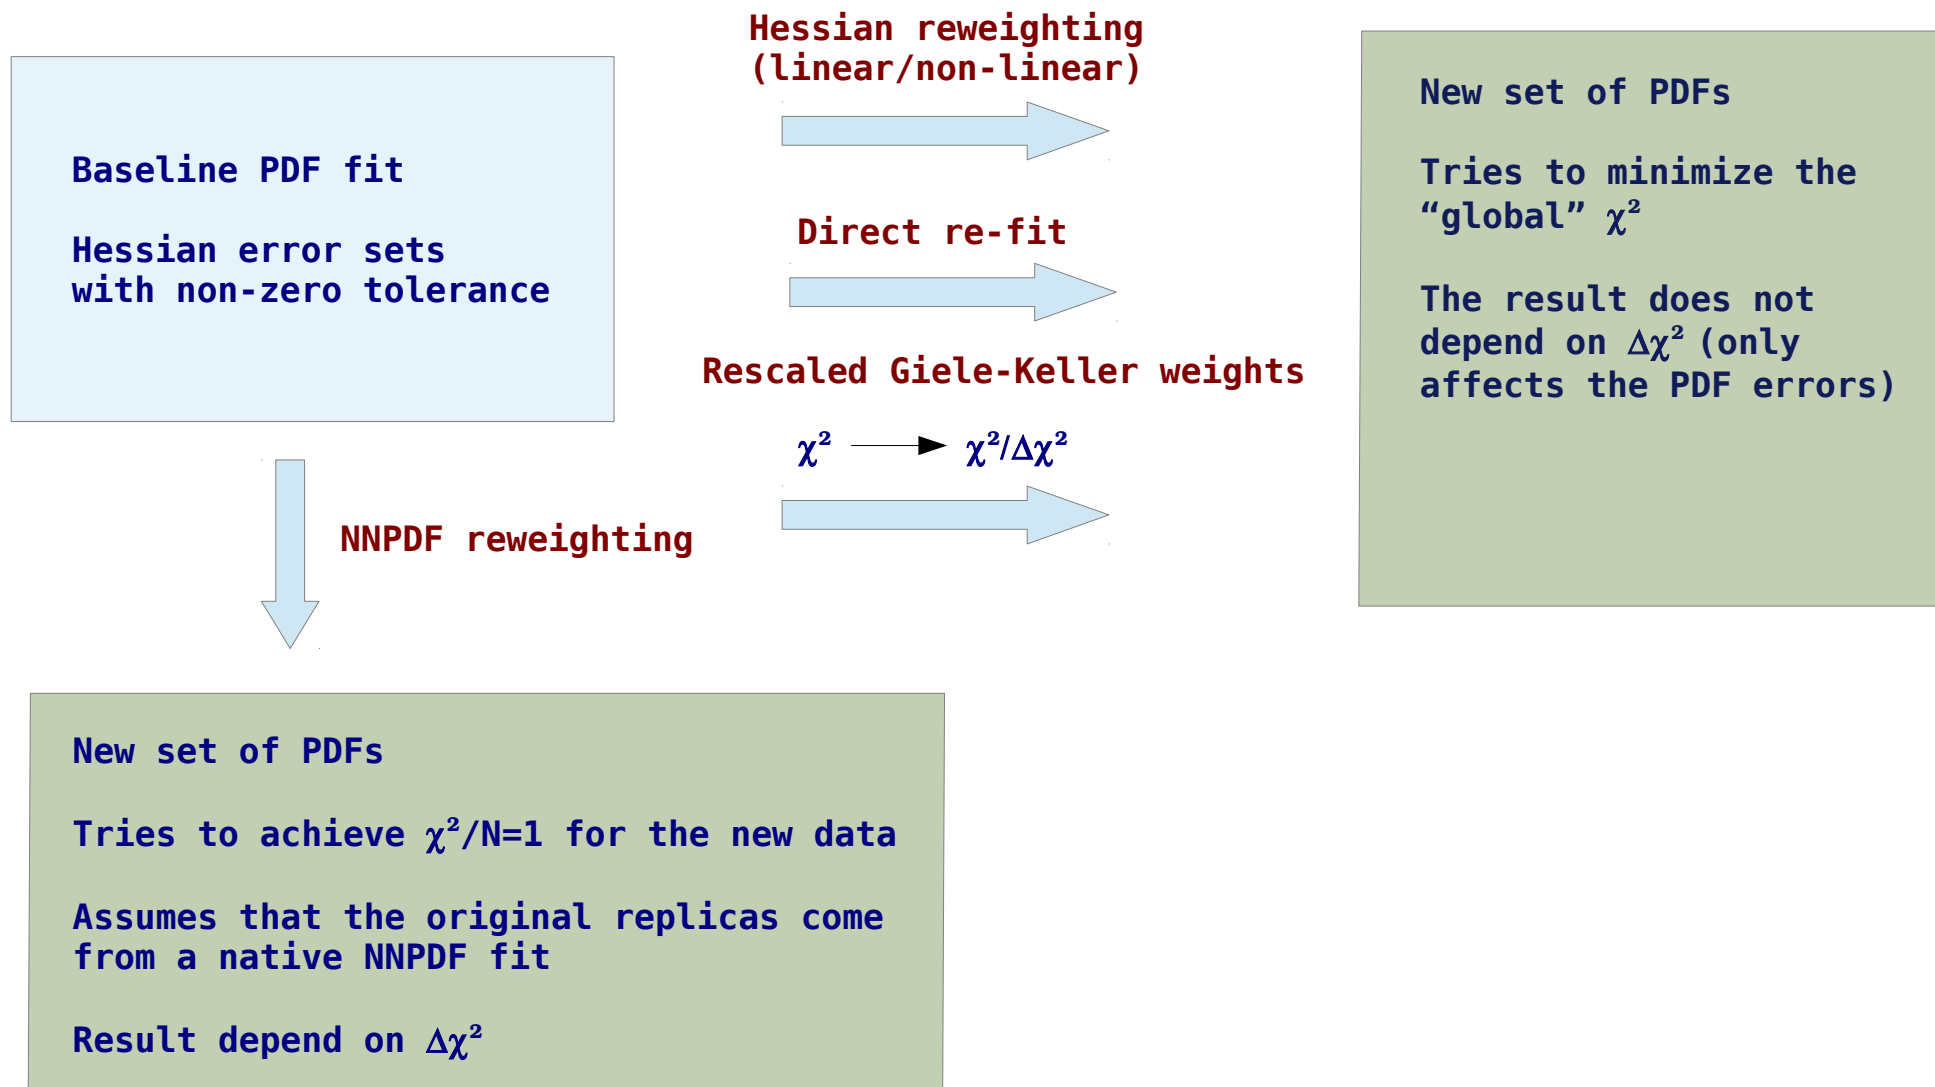 Baseline PDF fit
Hessian error sets
with non-zero tolerance
Hessian reweighting
(linear/non-linear)
Direct re-fit
Rescaled Giele-Keller weights
χ² χ²/Δχ²
New set of PDFs
Tries to minimize the
“global” χ²
The result does not
depend on Δχ² (only
affects the PDF errors)
NNPDF reweighting
New set of PDFs
Tries to achieve χ²/N=1 for the new data
Assumes that the original replicas come
from a native NNPDF fit
Result depend on Δχ²